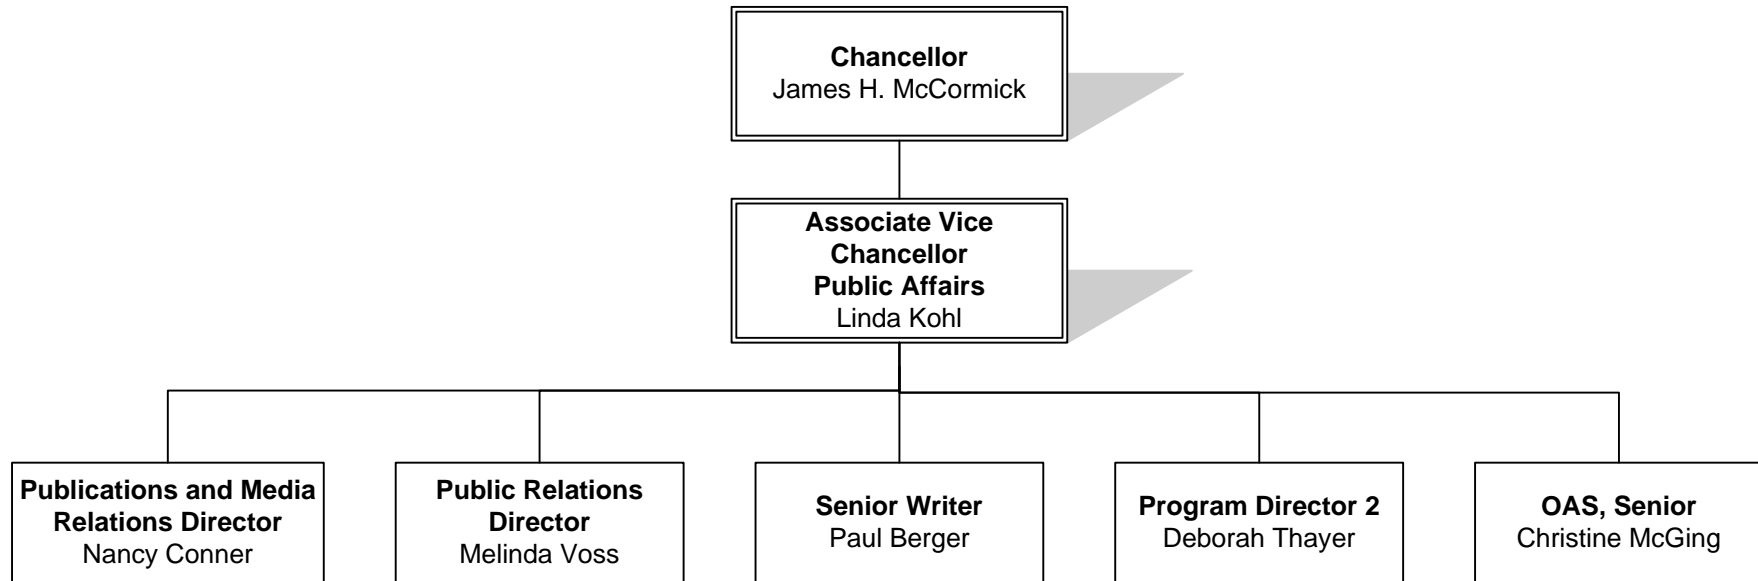 Chancellor
James H. McCormick
Associate Vice
Chancellor
Public Affairs
Linda Kohl
Publications and Media
Relations Director
Nancy Conner
Public Relations
Director
Melinda Voss
Senior Writer
Paul Berger
Program Director 2
Deborah Thayer
OAS, Senior
Christine McGing